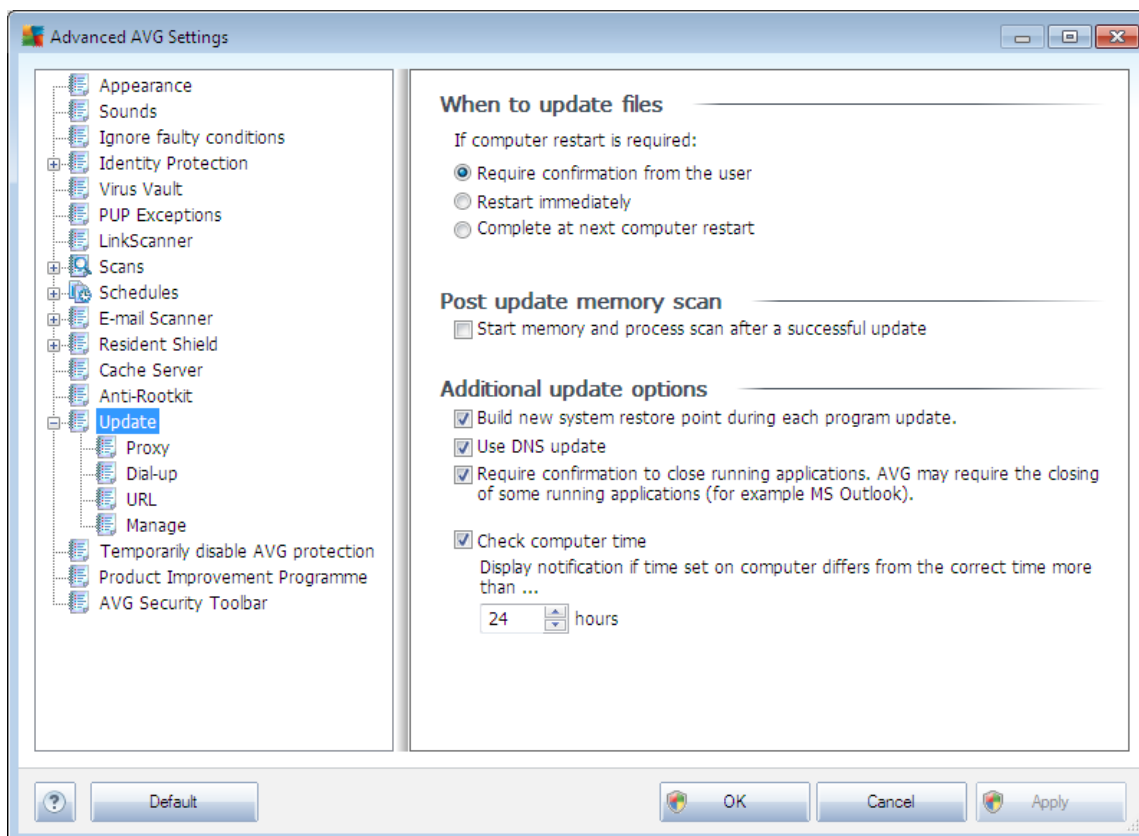 Advanced AVG Settings
Appearance
Sounds
Ignore faulty conditions
Identity Protection
Virus Vault
PUP Exceptions
LinkScanner
Scans
Schedules
E-mail Scanner
Resident Shield
Cache Server
Anti-Rootkit
Update
Proxy
Dial-up
URL
Manage
Temporarily disable AVG protection
Product Improvement Programme
AVG Security Toolbar
When to update files
If computer restart is required:
Require confirmation from the user
Restart immediately
Complete at next computer restart
Post update memory scan
Start memory and process scan after a successful update
Additional update options
Build new system restore point during each program update.
Use DNS update
Require confirmation to close running applications. AVG may require the closing
of some running applications (for example MS Outlook).
Check computer time
Display notification if time set on computer differs from the correct time more
than ...
24 hours
? Default OK Cancel Apply